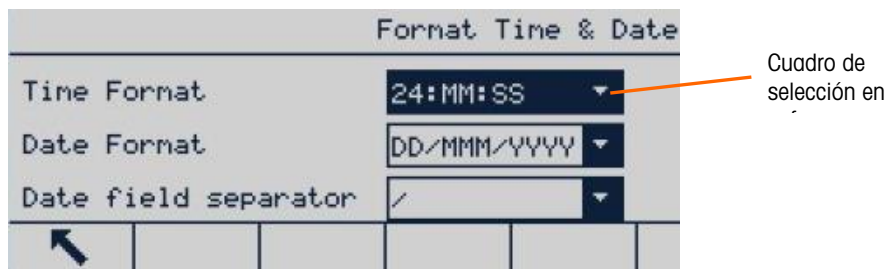 Format Time & Date
Time Format 24:MM:SS
Date Format DD/MMM/YYYY
Date field separator /
Cuadro de
selección en